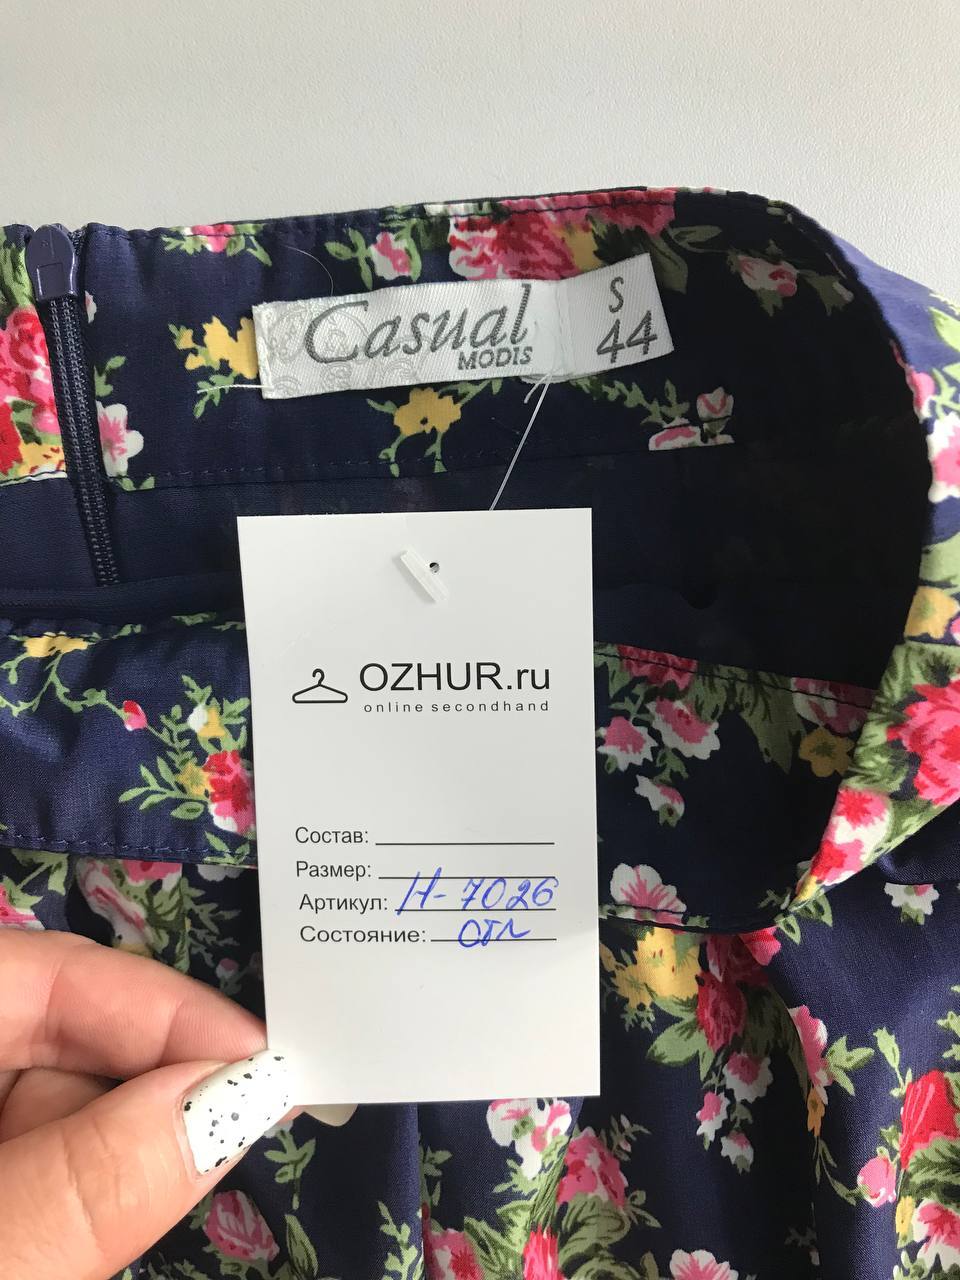 Casual
MODIS
S
44
OZHUR.ru
online secondhand
Состав:
Размер:
Артикул: Н-7026
Состояние: отл